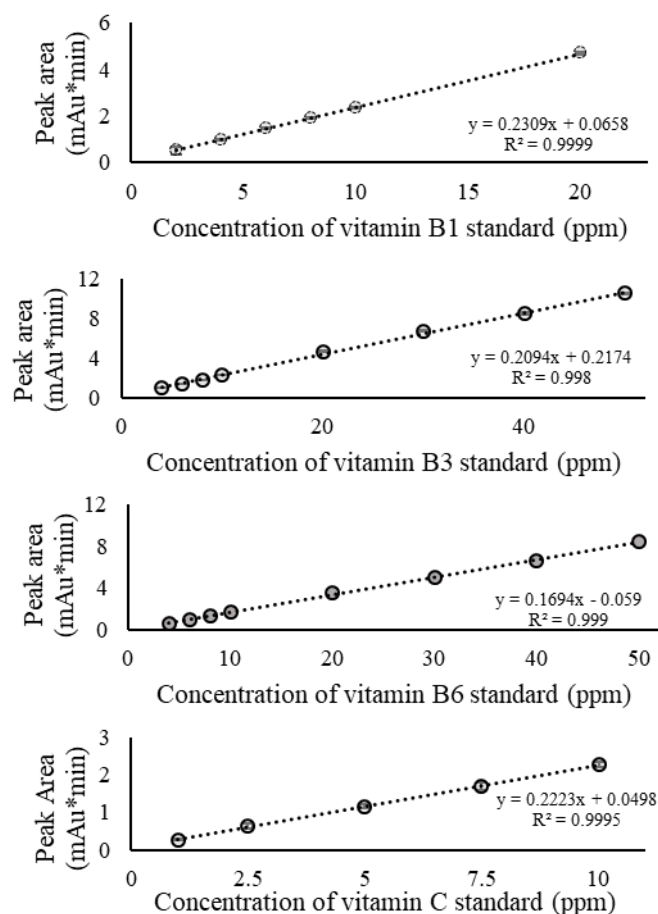 Peak area
(mAu*min)
6
4
2
0
y = 0.2309x + 0.0658
R² = 0.9999
0 5 10 15 20
Concentration of vitamin B1 standard (ppm)
Peak area
(mAu*min)
12
8
4
0
y = 0.2094x + 0.2174
R² = 0.998
0 20 40
Concentration of vitamin B3 standard (ppm)
Peak area
(mAu*min)
12
8
4
0
y = 0.1694x - 0.059
R² = 0.999
0 10 20 30 40 50
Concentration of vitamin B6 standard (ppm)
Peak Area
(mAu*min)
3
2
1
0
y = 0.2223x + 0.0498
R² = 0.9995
0 2.5 5 7.5 10
Concentration of vitamin C standard (ppm)